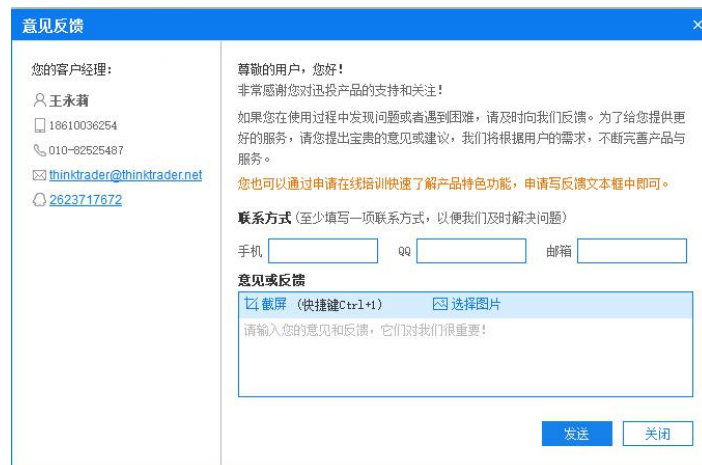 意见反馈
您的客户经理:
王永莉
18610036254
010-82525487
thinktrader@thinktrader.net
2623717672
尊敬的用户，您好!
非常感谢您对迅投产品的支持和关注!
如果您在使用过程中发现问题或者遇到困难，请及时向我们反馈。为了给您提供更
好的服务，请您提出宝贵的意见或建议，我们将根据用户的需求，不断完善产品与
服务。
您也可以通过申请在线培训快速了解产品特色功能，申请写反馈文本框中即可。
联系方式(至少填写一项联系方式，以便我们及时解决问题)
手机 QQ 邮箱
意见或反馈
截屏 (快捷键Ctrl+1) 选择图片
请输入您的意见和反馈，它们对我们很重要!
发送 关闭